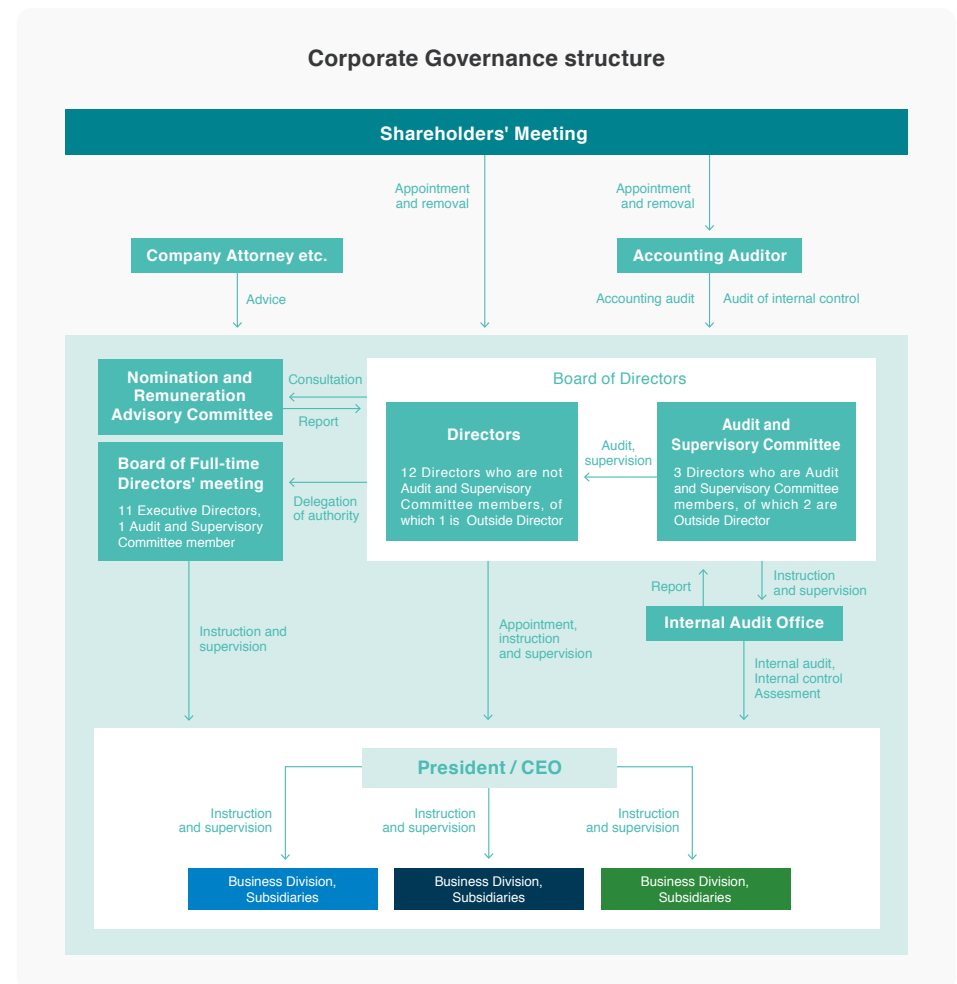 Corporate Governance structure
Shareholders' Meeting
Appointment
and removal
Appointment
and removal
Company Attorney etc.
Accounting Auditor
Advice
Accounting audit
Audit of internal control
Nomination and
Remuneration
Advisory Committee
Consultation
Report
Board of Directors
Directors
12 Directors who are not
Audit and Supervisory
Committee members, of
which 1 is Outside Director
Audit,
supervision
Audit and
Supervisory Committee
3 Directors who are Audit
and Supervisory Committee
members, of which 2 are
Outside Director
Board of Full-time
Directors' meeting
11 Executive Directors,
1 Audit and Supervisory
Committee member
Delegation
of authority
Report
Instruction
and supervision
Internal Audit Office
Instruction and
supervision
Appointment,
instruction
and supervision
Internal audit,
Internal control
Assesment
President / CEO
Instruction
and supervision
Instruction
and supervision
Instruction
and supervision
Business Division,
Subsidiaries
Business Division,
Subsidiaries
Business Division,
Subsidiaries